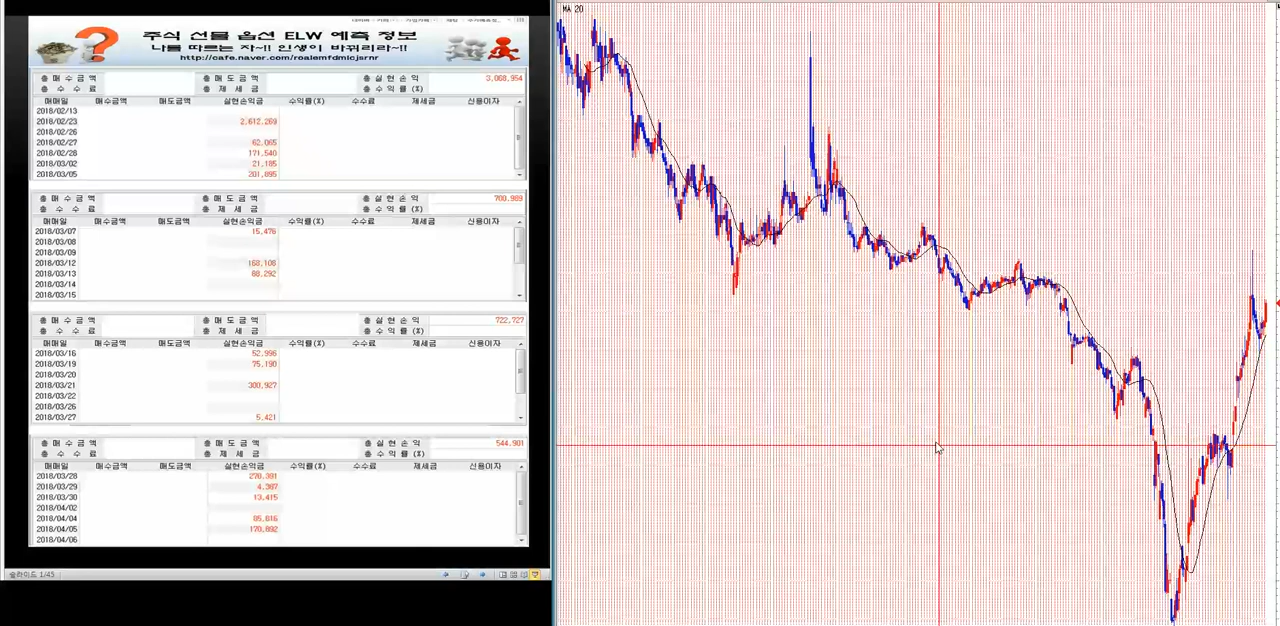 주식 선물 옵션 ELW 예측 정보
나를 따르는 자~!! 인생이 바뀌리라~!!
http://cafe.naver.com/roalemfdmlcjsrnr
총 매 수 금 액 총 매 도 금 액 총 실 현 손 익 3,068,954
총 수 수 료 총 제 세 금 총 수 익 률 (%)
매매일 매수금액 매도금액 실현손익금 수익률(%) 수수료 제세금 신용이자
2018/02/13
2018/02/23 2,612,269
2018/02/26
2018/02/27 62,065
2018/02/28 171,540
2018/03/02 21,185
2018/03/05 201,895
총 매 수 금 액 총 매 도 금 액 총 실 현 손 익 700,989
총 수 수 료 총 제 세 금 총 수 익 률 (%)
매매일 매수금액 매도금액 실현손익금 수익률(%) 수수료 제세금 신용이자
2018/03/07 15,476
2018/03/08
2018/03/09
2018/03/12 168,108
2018/03/13 88,292
2018/03/14
2018/03/15
총 매 수 금 액 총 매 도 금 액 총 실 현 손 익 722,727
총 수 수 료 총 제 세 금 총 수 익 률 (%)
매매일 매수금액 매도금액 실현손익금 수익률(%) 수수료 제세금 신용이자
2018/03/16 52,996
2018/03/19 75,190
2018/03/20
2018/03/21 300,927
2018/03/22
2018/03/26
2018/03/27 5,421
총 매 수 금 액 총 매 도 금 액 총 실 현 손 익 544,901
총 수 수 료 총 제 세 금 총 수 익 률 (%)
매매일 매수금액 매도금액 실현손익금 수익률(%) 수수료 제세금 신용이자
2018/03/28 270,391
2018/03/29 4,387
2018/03/30 13,415
2018/04/02
2018/04/04 85,816
2018/04/05 170,892
2018/04/06
슬라이드 1/45
MA 20